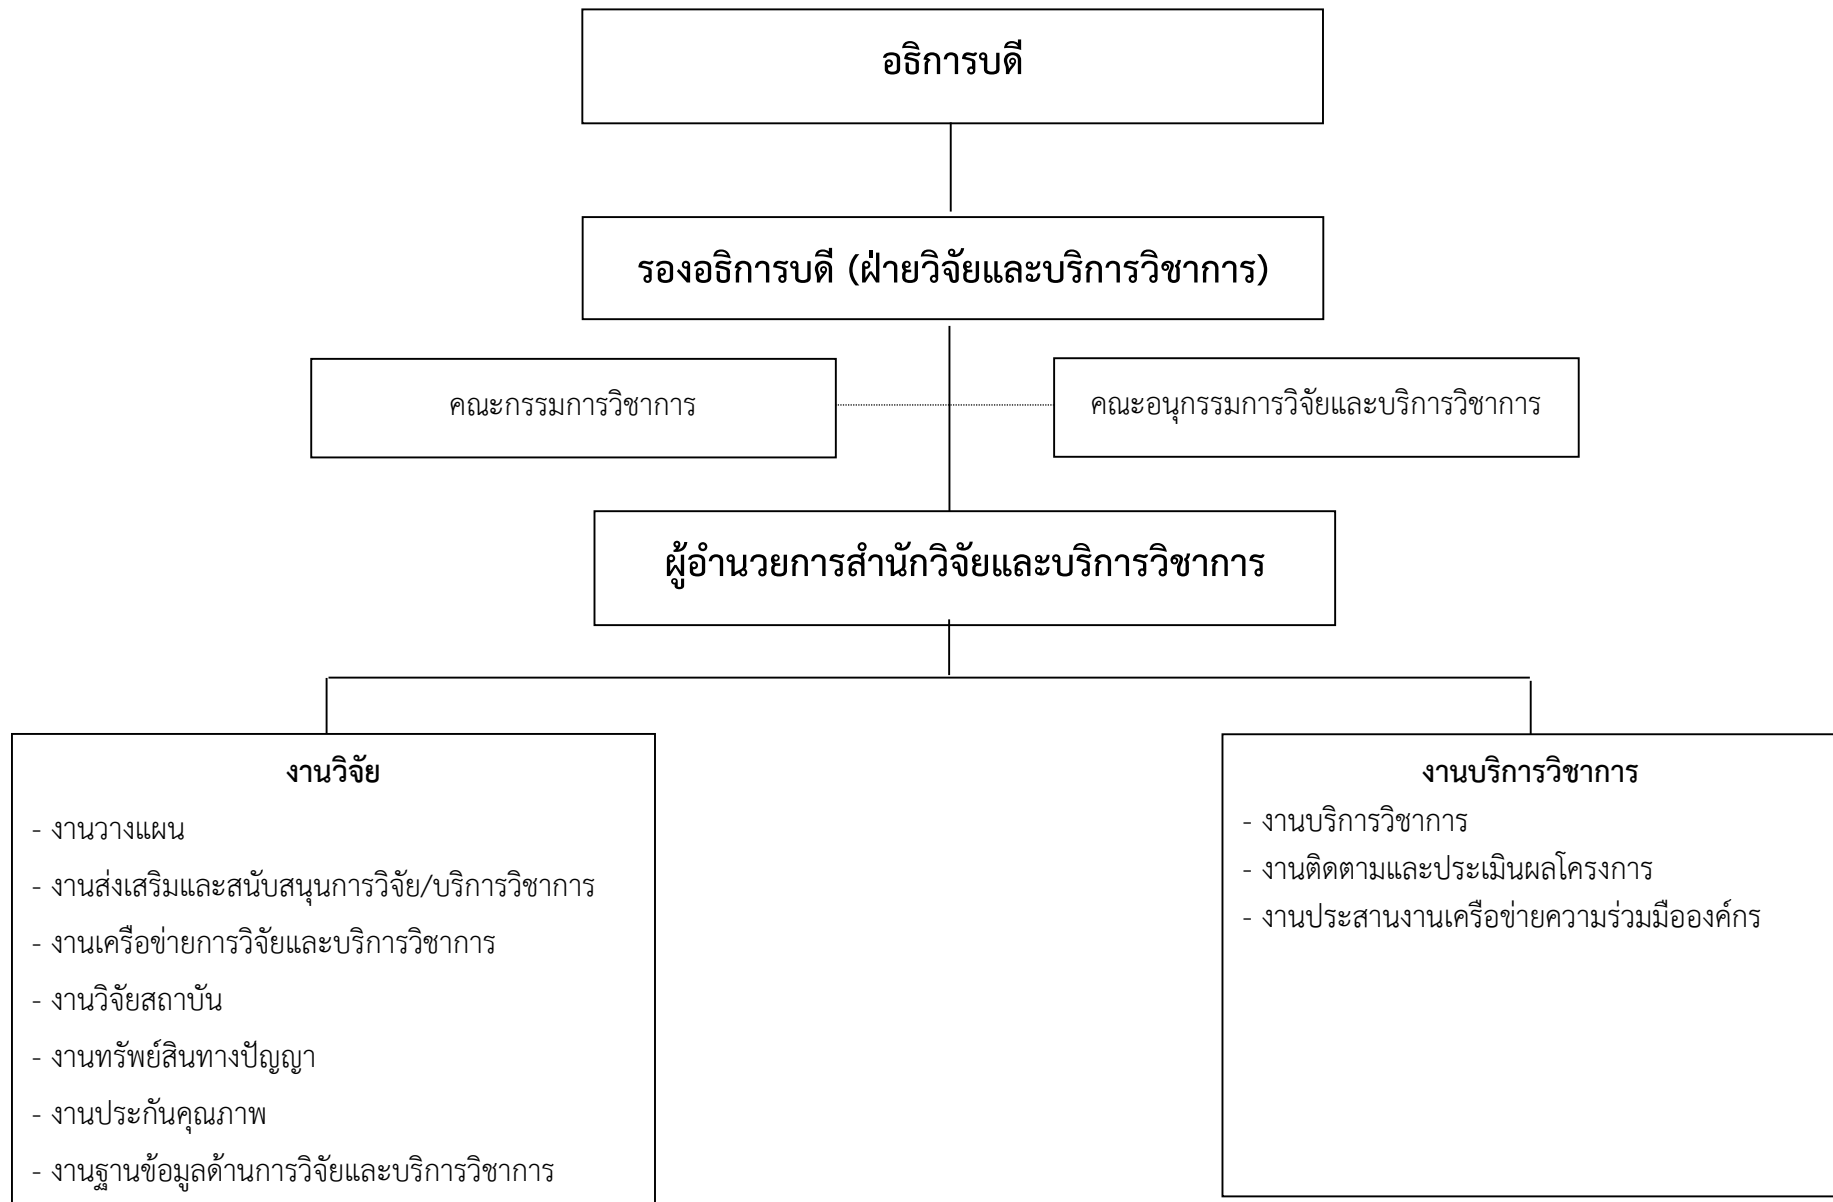 อธิการบดี
รองอธิการบดี (ฝ่ายวิจัยและบริการวิชาการ)
คณะกรรมการวิชาการ
คณะอนุกรรมการวิจัยและบริการวิชาการ
ผู้อำนวยการสำนักวิจัยและบริการวิชาการ
งานวิจัย
- งานวางแผน
- งานส่งเสริมและสนับสนุนการวิจัย/บริการวิชาการ
- งานเครือข่ายการวิจัยและบริการวิชาการ
- งานวิจัยสถาบัน
- งานทรัพย์สินทางปัญญา
- งานประกันคุณภาพ
- งานฐานข้อมูลด้านการวิจัยและบริการวิชาการ
งานบริการวิชาการ
- งานบริการวิชาการ
- งานติดตามและประเมินผลโครงการ
- งานประสานงานเครือข่ายความร่วมมือองค์กร